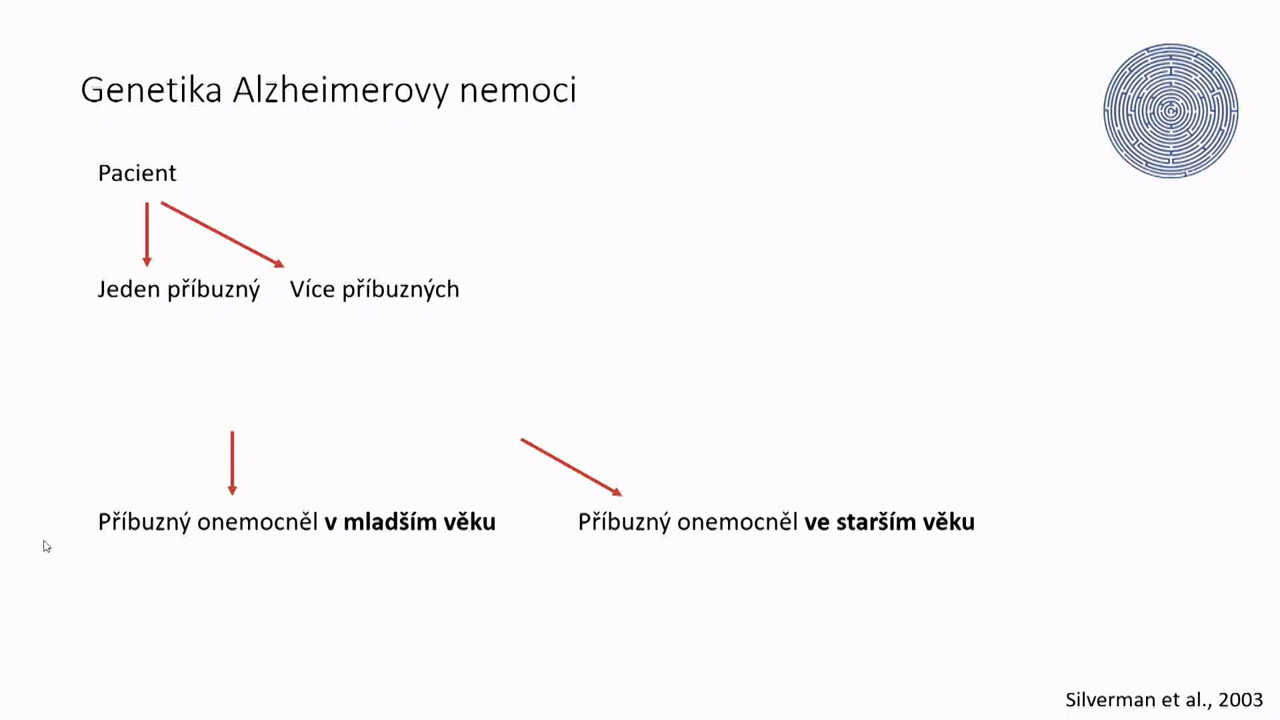 Genetika Alzheimerovy nemoci
Pacient
Jeden příbuzný
Více příbuzných
Příbuzný onemocněl v mladším věku
Příbuzný onemocněl ve starším věku
Silverman et al., 2003